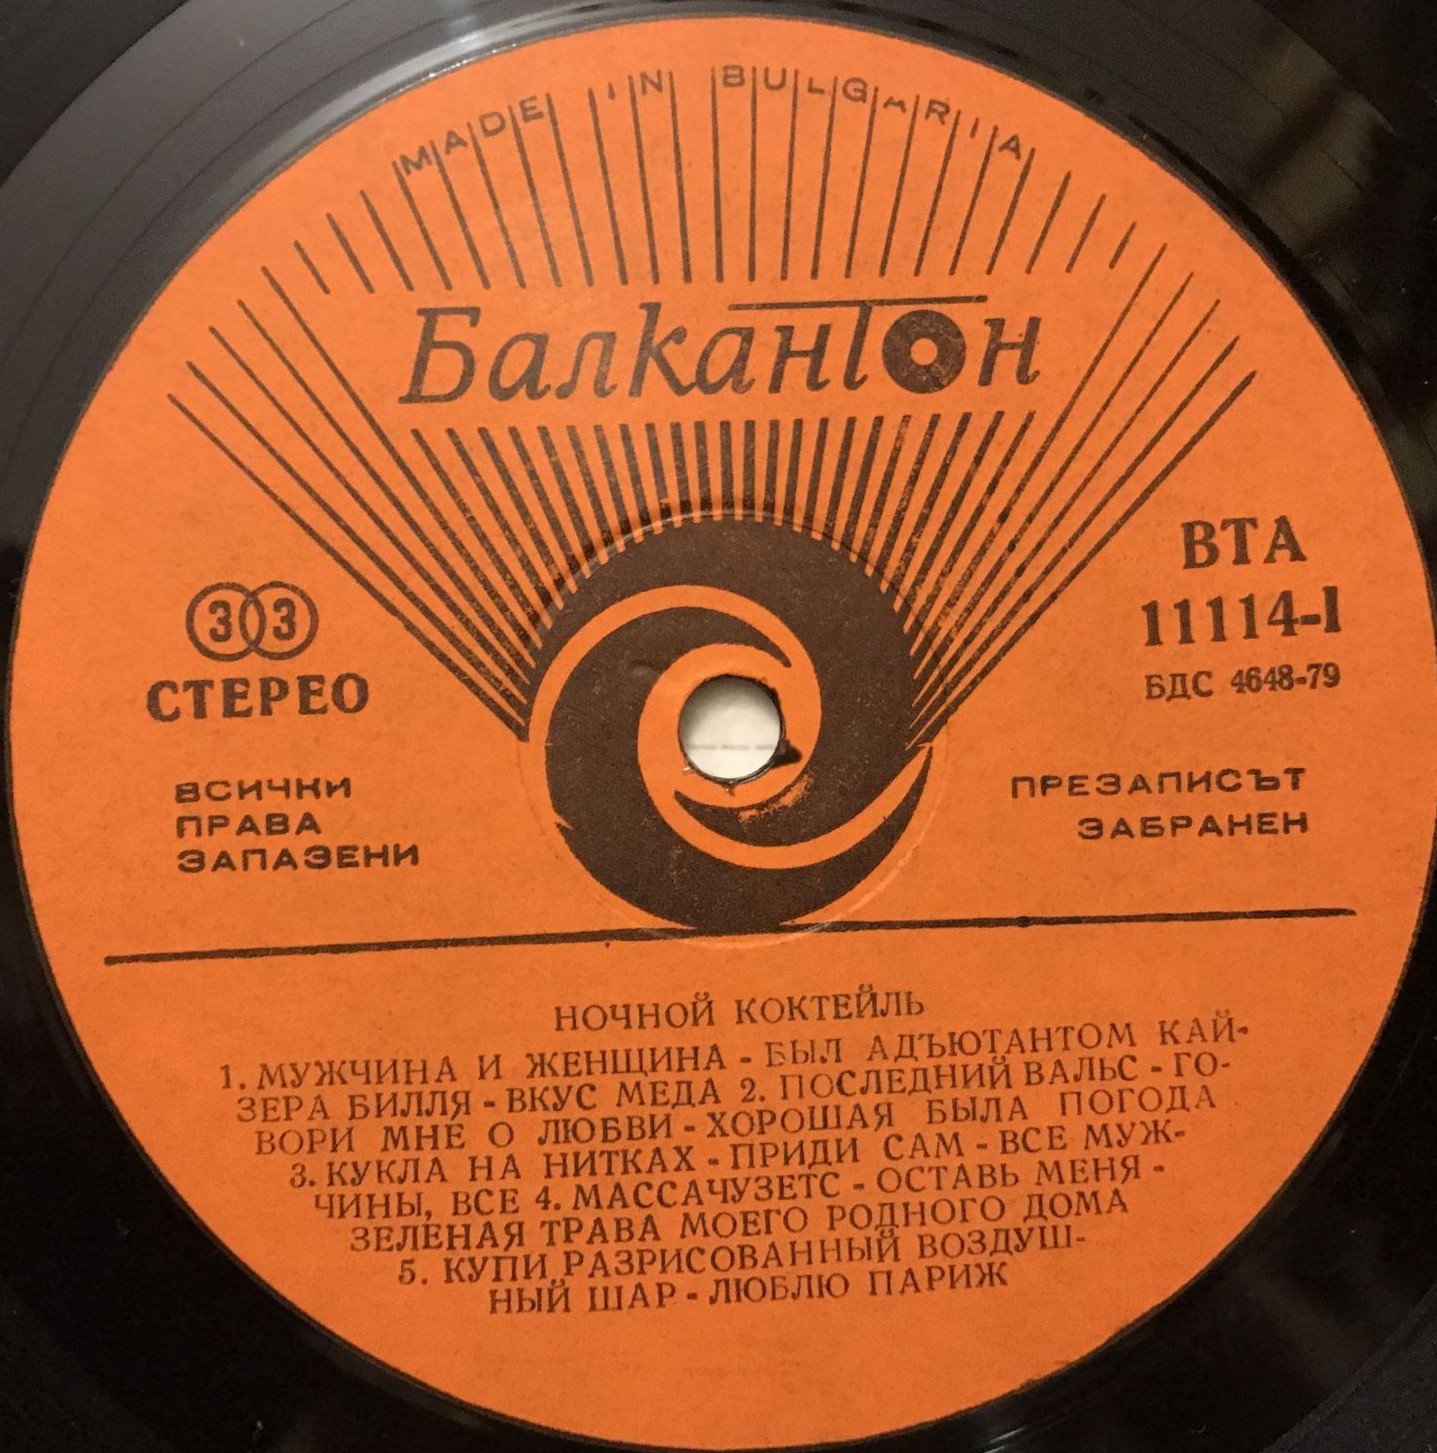 MADE IN BULGARIA
Балкантон
33
СТЕРЕО
ВТА
11114-I
БДС 4648-79
ВСИЧКИ
ПРАВА
ЗАПАЗЕНИ
ПРЕЗАПИСЪТ
ЗАБРАНЕН
НОЧНОЙ КОКТЕЙЛЬ
1. МУЖЧИНА И ЖЕНЩИНА - БЫЛ АДЪЮТАНТОМ КАЙ-
ЗЕРА БИЛЛЯ - ВКУС МЕДА 2. ПОСЛЕДНИЙ ВАЛЬС - ГО-
ВОРИ МНЕ О ЛЮБВИ - ХОРОШАЯ БЫЛА ПОГОДА
3. КУКЛА НА НИТКАХ - ПРИДИ САМ - ВСЕ МУЖ-
ЧИНЫ, ВСЕ 4. МАССАЧУЗЕТС - ОСТАВЬ МЕНЯ -
ЗЕЛЕНАЯ ТРАВА МОЕГО РОДНОГО ДОМА
5. КУПИ РАЗРИСОВАННЫЙ ВОЗДУШ-
НЫЙ ШАР - ЛЮБЛЮ ПАРИЖ